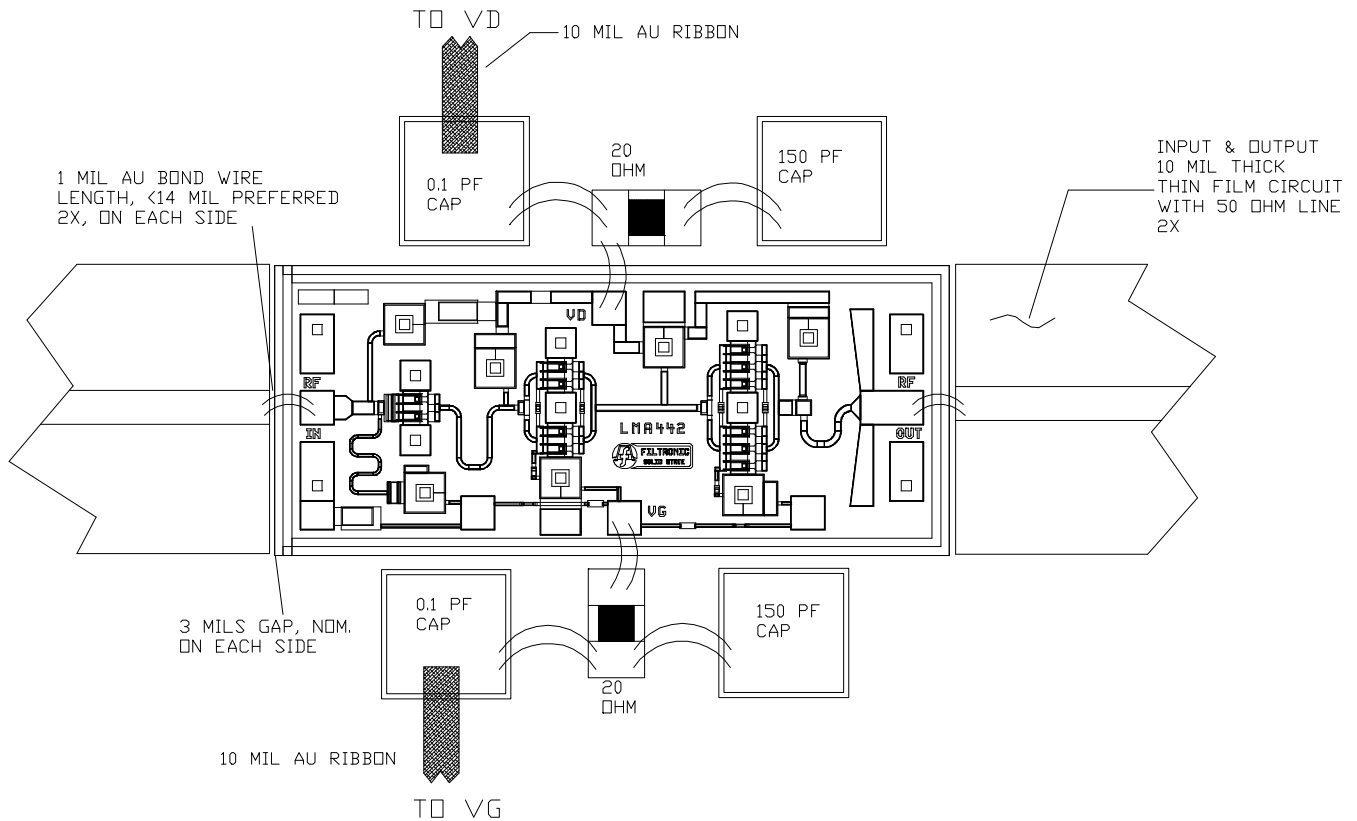 TO VD
10 MIL AU RIBBON
INPUT & OUTPUT
10 MIL THICK
THIN FILM CIRCUIT
WITH 50 OHM LINE
2X
20
OHM
150 PF
CAP
0.1 PF
CAP
1 MIL AU BOND WIRE
LENGTH, <14 MIL PREFERRED
2X, ON EACH SIDE
VD
RF
IN
RF
OUT
LMA442
FILTRONIC
SOLID STATE
VG
0.1 PF
CAP
150 PF
CAP
3 MILS GAP, NOM.
ON EACH SIDE
20
OHM
10 MIL AU RIBBON
TO VG